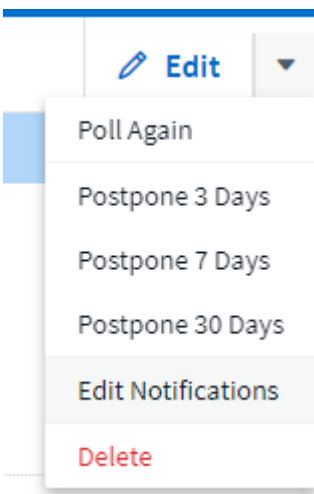 Edit
Poll Again
Postpone 3 Days
Postpone 7 Days
Postpone 30 Days
Edit Notifications
Delete